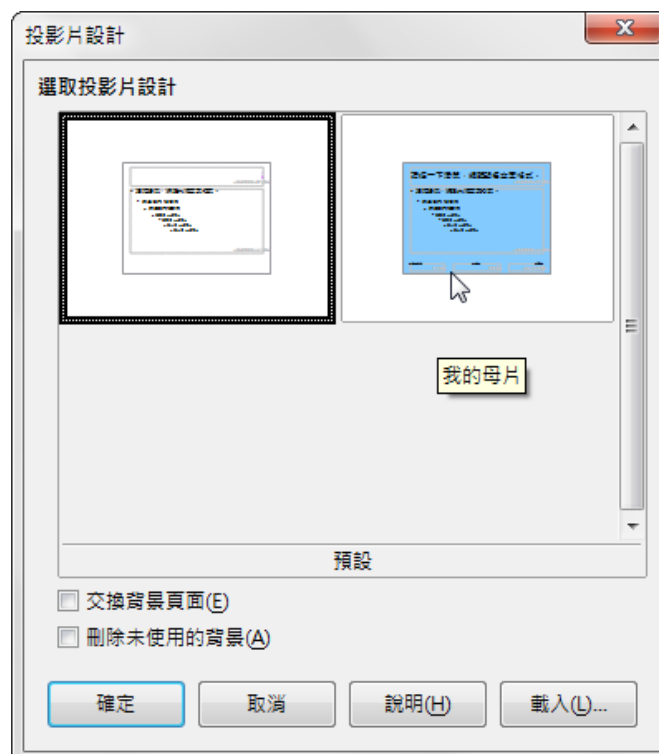 投影片設計
選取投影片設計
我的母片
預設
交換背景頁面(E)
刪除未使用的背景(A)
確定
取消
說明(H)
載入(L)...